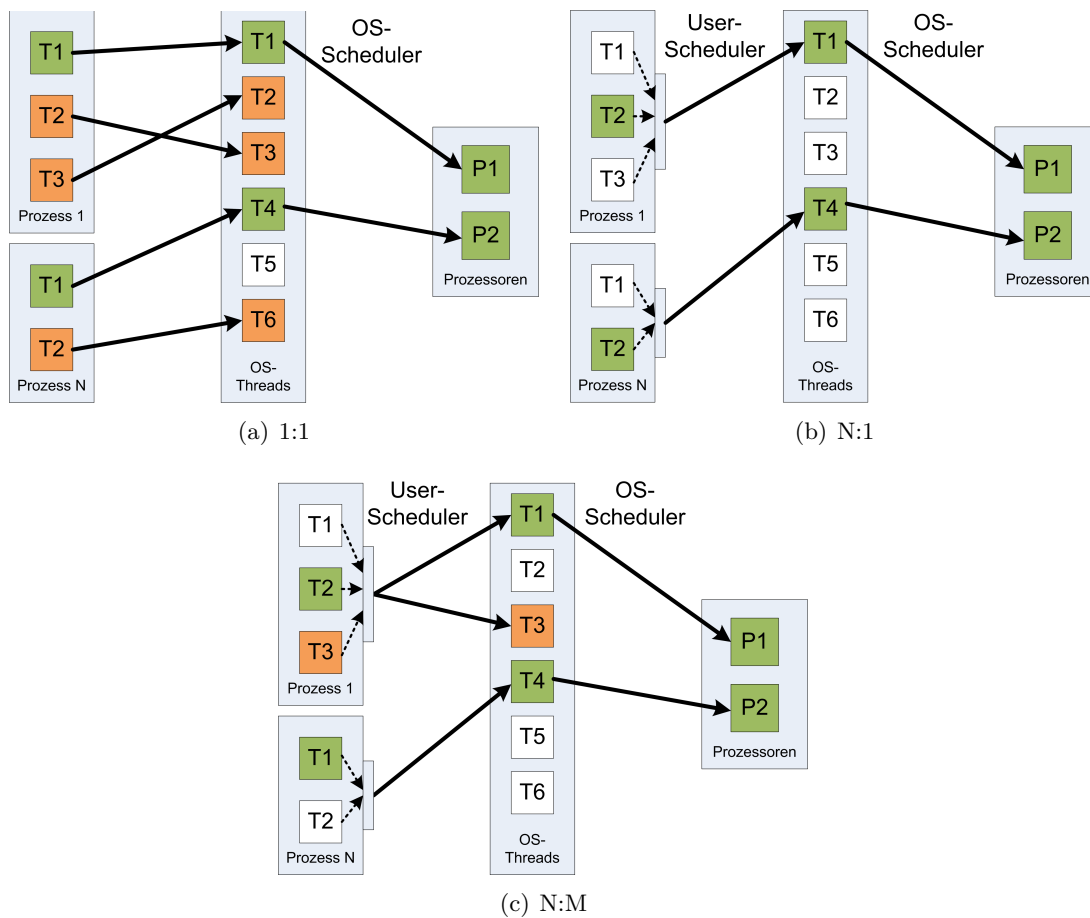 T1
T2
T3
Prozess 1
T1
T2
Prozess N
T1
T2
T3
T4
T5
T6
OS-
Threads
OS-
Scheduler
P1
P2
Prozessoren
(a) 1:1
T1
T2
T3
Prozess 1
T1
T2
Prozess N
User-
Scheduler
T1
T2
T3
T4
T5
T6
OS-
Threads
OS-
Scheduler
P1
P2
Prozessoren
(b) N:1
T1
T2
T3
Prozess 1
T1
T2
Prozess N
User-
Scheduler
T1
T2
T3
T4
T5
T6
OS-
Threads
OS-
Scheduler
P1
P2
Prozessoren
(c) N:M